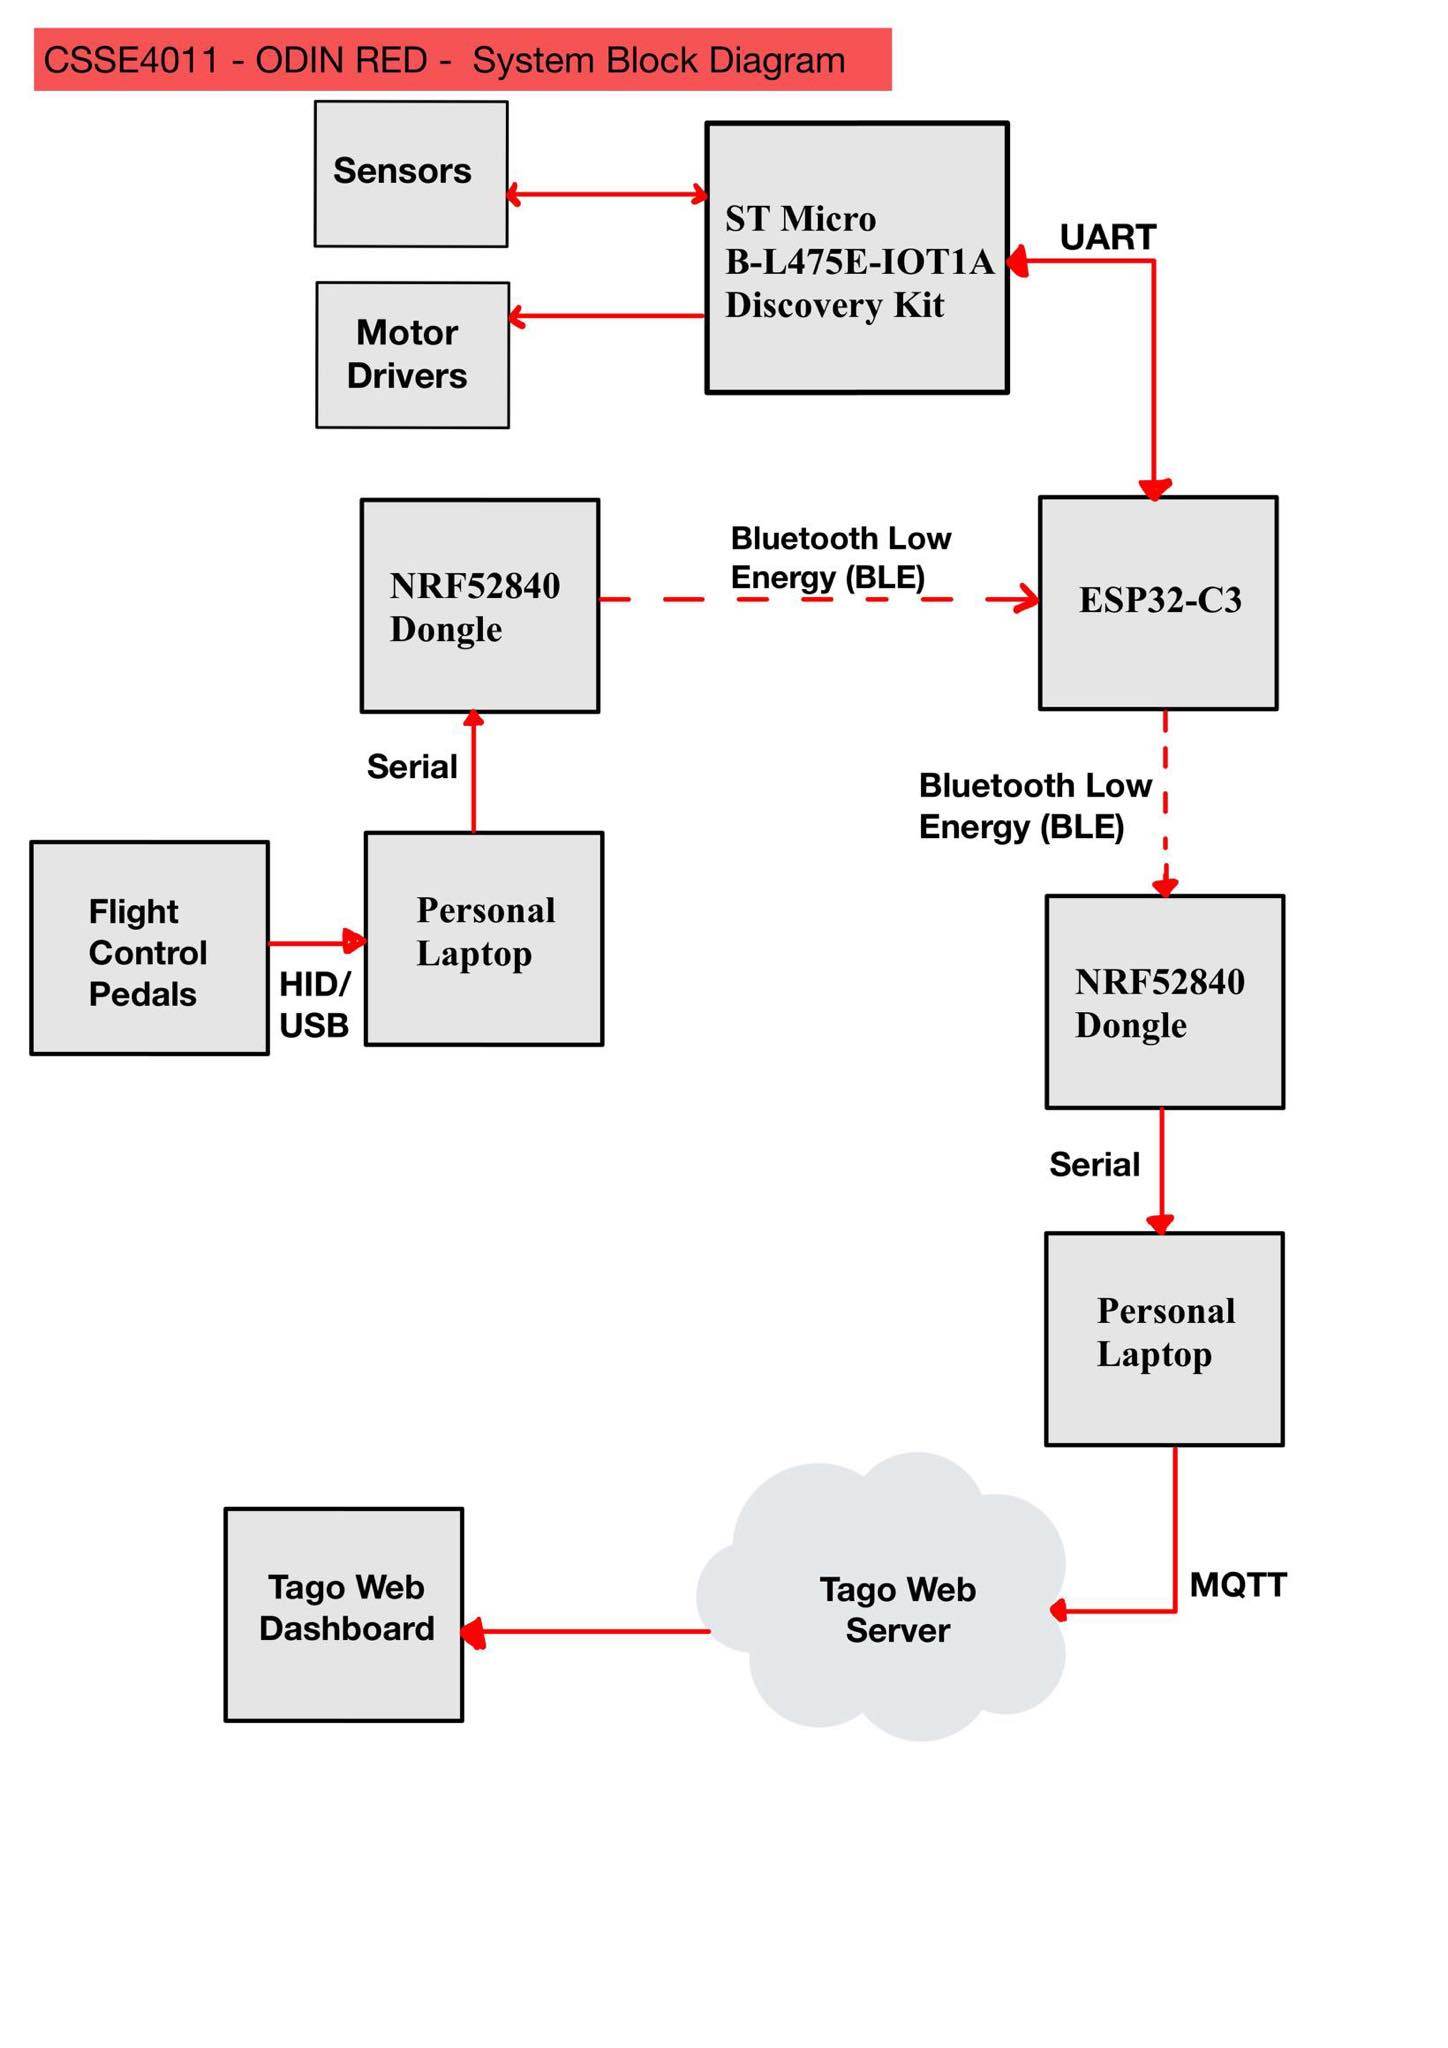 CSSE4011 - ODIN RED - System Block Diagram
Sensors
ST Micro
B-L475E-IOT1A
Discovery Kit
UART
Motor
Drivers
NRF52840
Dongle
Bluetooth Low
Energy (BLE)
ESP32-C3
Serial
Bluetooth Low
Energy (BLE)
Flight
Control
Pedals
HID/
USB
Personal
Laptop
NRF52840
Dongle
Serial
Personal
Laptop
MQTT
Tago Web
Server
Tago Web
Dashboard